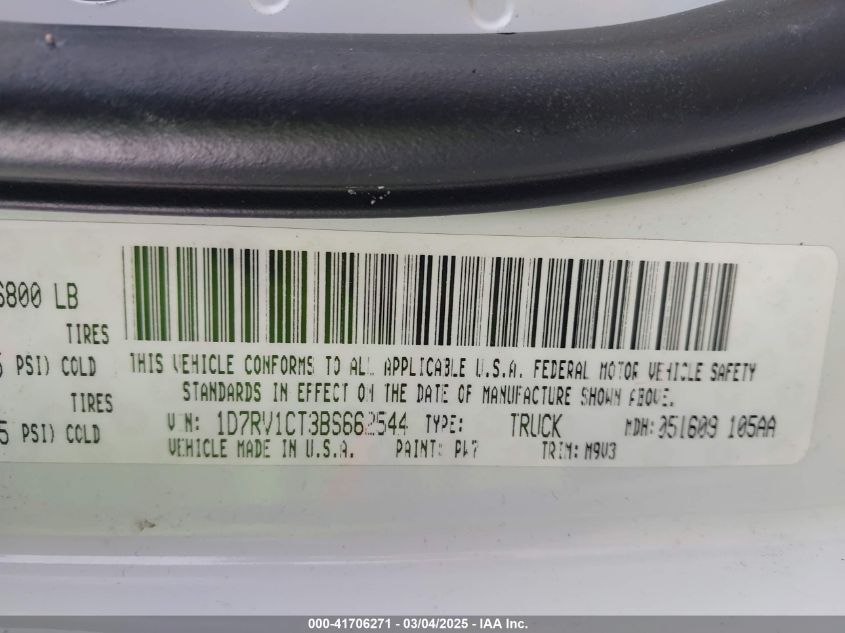 6800 LB
TIRES
PSI) COLD
TIRES
5 PSI) COLD
THIS VEHICLE CONFORMS TO ALL APPLICABLE U.S.A. FEDERAL MOTOR VEHICLE SAFETY
STANDARDS IN EFFECT ON THE DATE OF MANUFACTURE SHOWN ABOVE.
VIN: 1D7RV1CT3BS662544 TYPE: TRUCK MDH: 051609 105AA
VEHICLE MADE IN U.S.A. PAINT: PW7 TRIM: M9V3
000-41706271 - 03/04/2025 - IAA Inc.